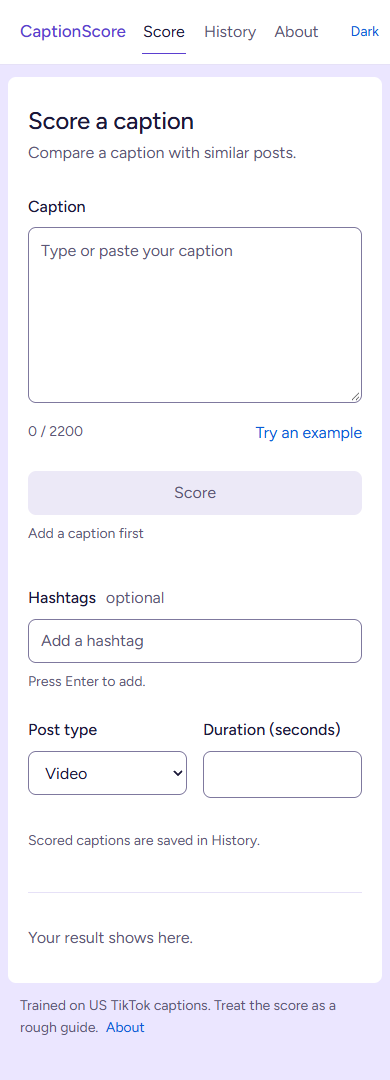 CaptionScore Score History About Dark
Score a caption
Compare a caption with similar posts.
Caption
Type or paste your caption
0 / 2200 Try an example
Score
Add a caption first
Hashtags optional
Add a hashtag
Press Enter to add.
Post type Duration (seconds)
Video
Scored captions are saved in History.
Your result shows here.
Trained on US TikTok captions. Treat the score as a
rough guide. About